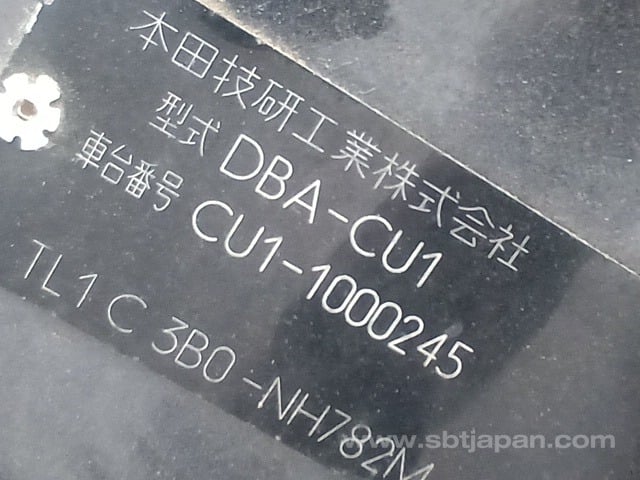 本田技研工業株式会社
型式 DBA-CU1
車台番号 CU1-1000245
TL1 C 3B0 -NH782M
www.sbtjapan.com